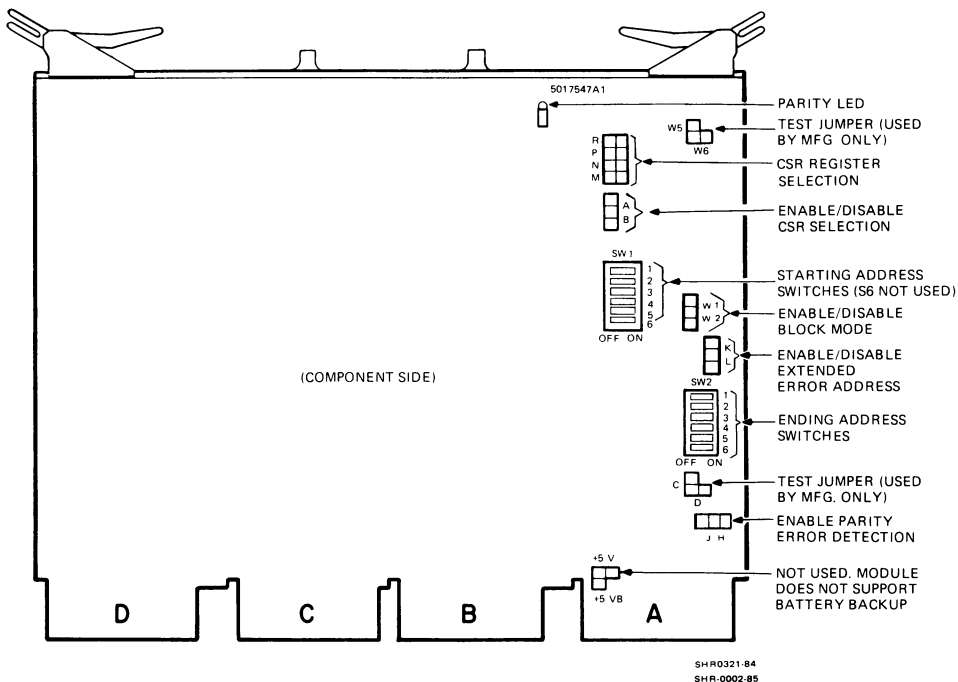 5017547A1
PARITY LED
W5
W6
TEST JUMPER (USED
BY MFG ONLY)
R
P
N
M
CSR REGISTER
SELECTION
A
B
ENABLE/DISABLE
CSR SELECTION
SW1
1
2
3
4
5
6
OFF ON
STARTING ADDRESS
SWITCHES (S6 NOT USED)
W 1
W 2
ENABLE/DISABLE
BLOCK MODE
K
L
ENABLE/DISABLE
EXTENDED
ERROR ADDRESS
(COMPONENT SIDE)
SW2
1
2
3
4
5
6
OFF ON
ENDING ADDRESS
SWITCHES
C
D
TEST JUMPER (USED
BY MFG. ONLY)
J H
ENABLE PARITY
ERROR DETECTION
+5 V
+5 VB
NOT USED. MODULE
DOES NOT SUPPORT
BATTERY BACKUP
D C B A
SHR0321-84
SHR-0002-85